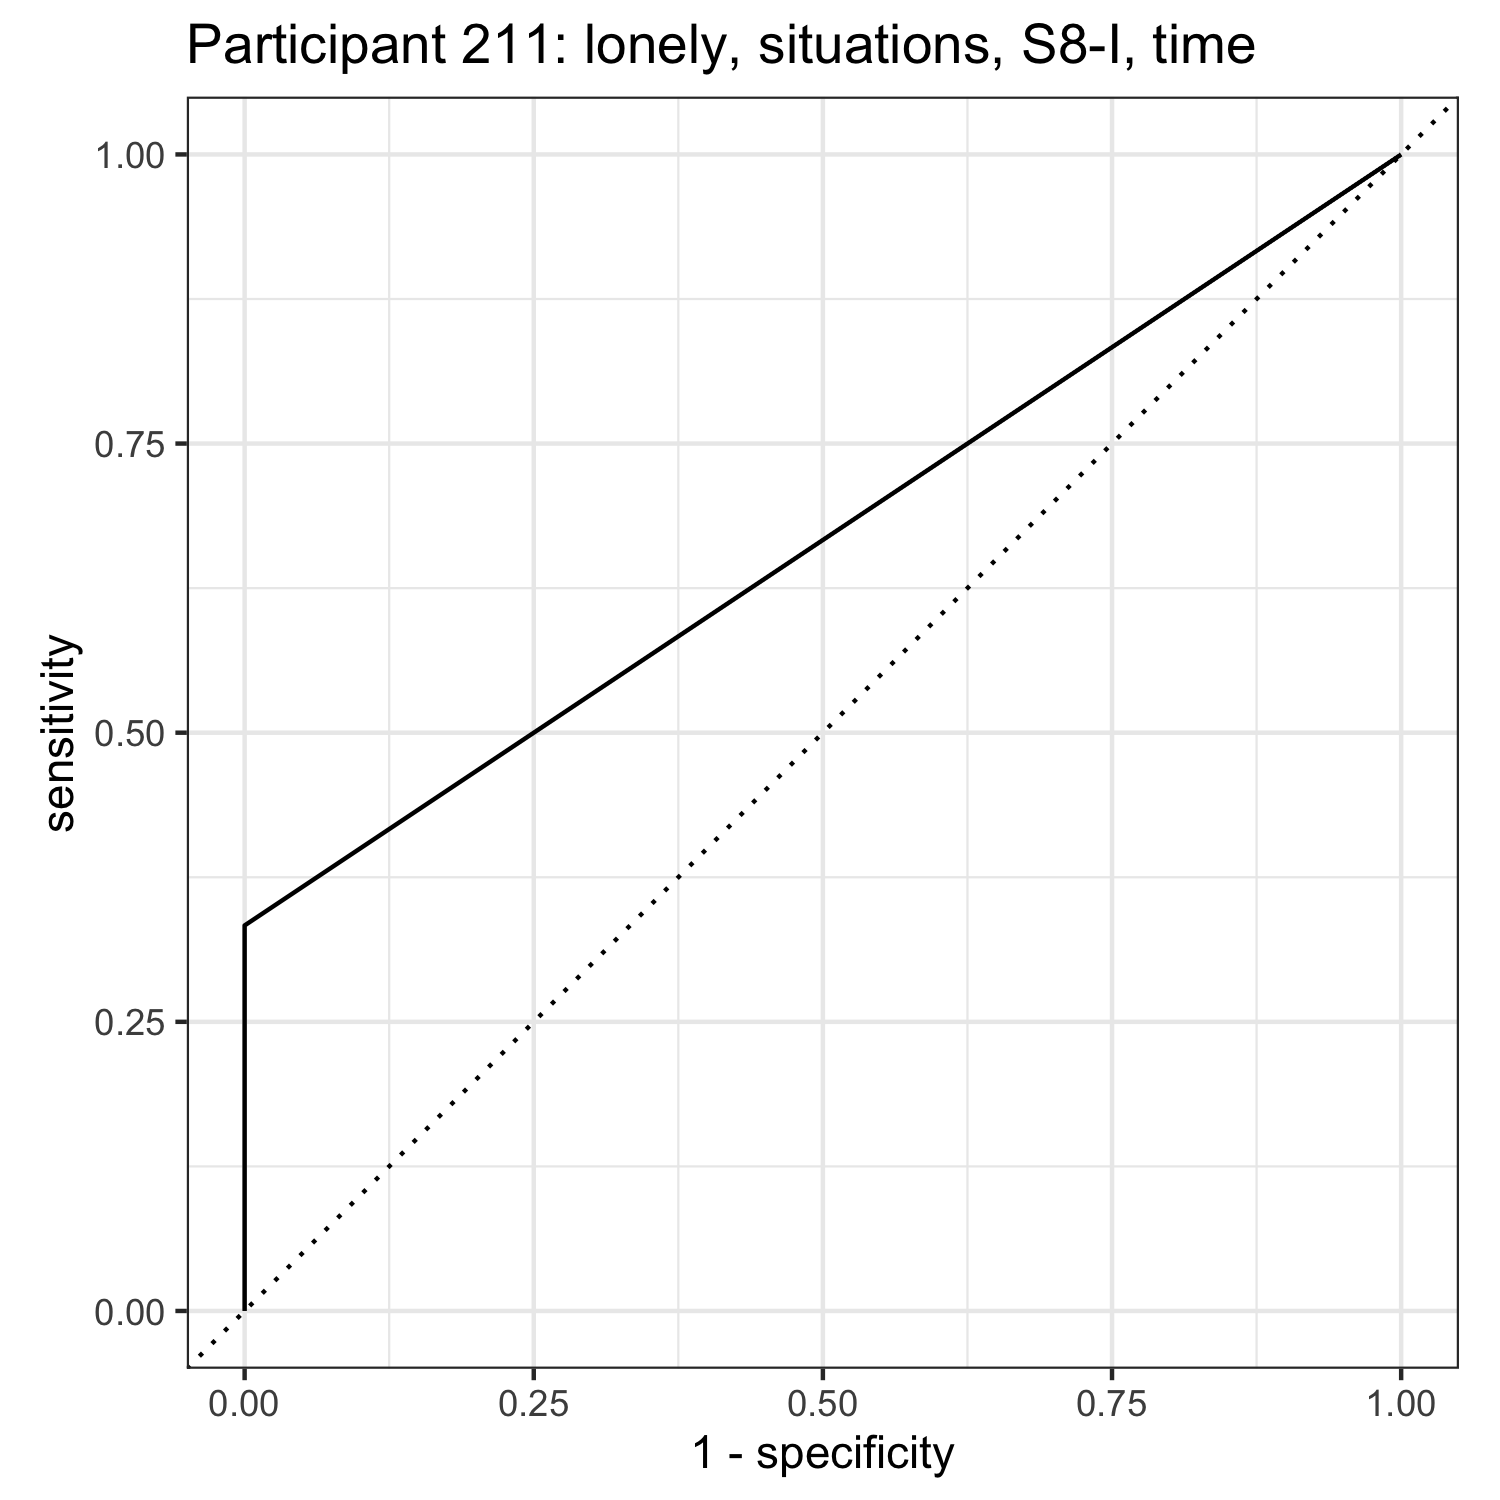 Participant 211: lonely, situations, S8-I, time
1.00
0.75
0.50
0.25
0.00
sensitivity
0.00 0.25 0.50 0.75 1.00
1 - specificity